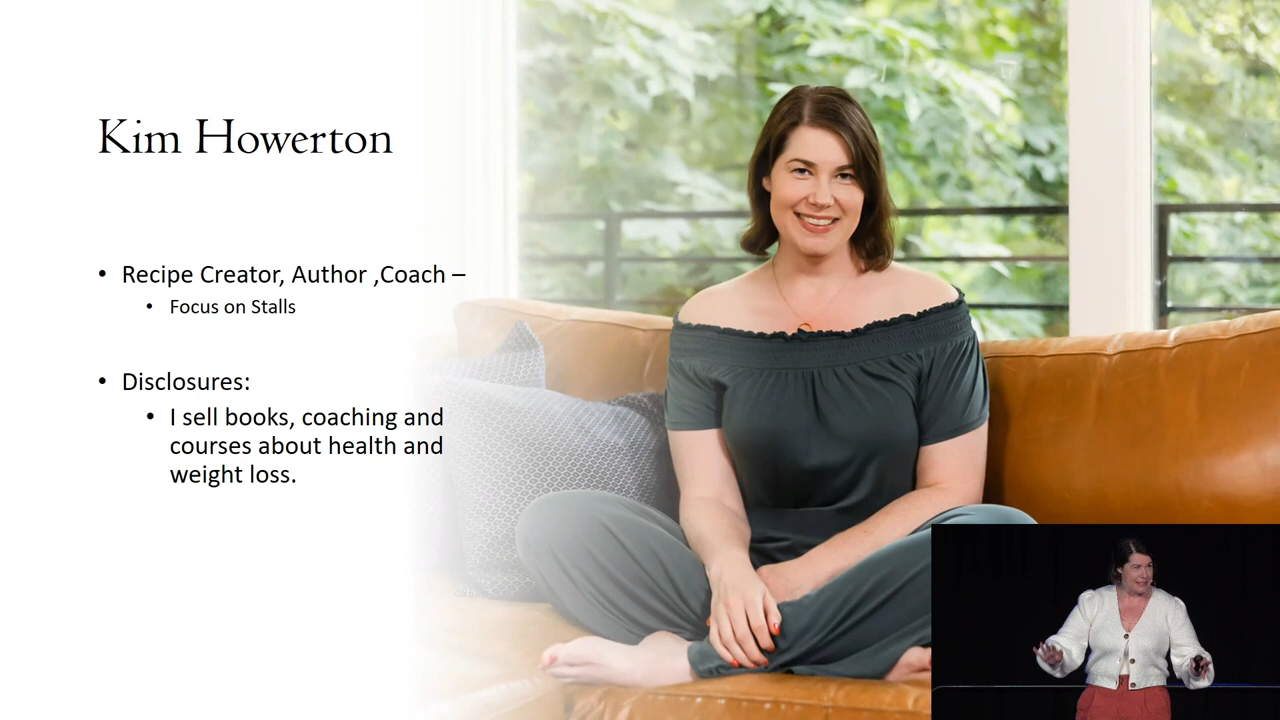 Kim Howerton
• Recipe Creator, Author ,Coach –
• Focus on Stalls
• Disclosures:
• I sell books, coaching and
courses about health and
weight loss.